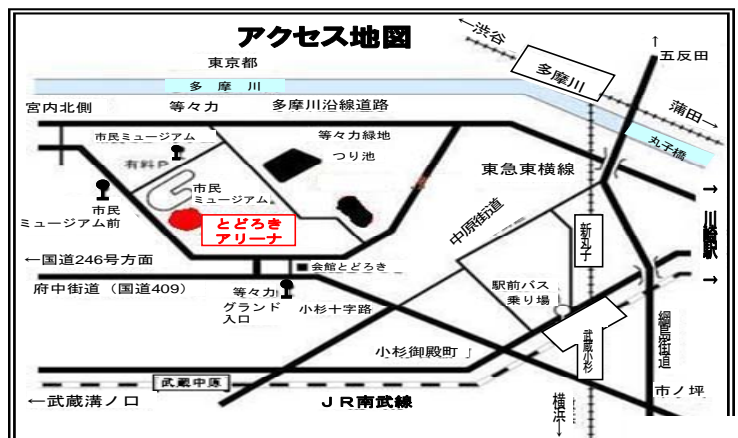 アクセス地図
←渋谷
五反田
東京都
多摩川
多摩川
蒲田→
宮内北側
等々力
多摩川沿線道路
丸子橋
市民ミュージアム
有料P
等々力緑地
つり池
東急東横線
市民
ミュージアム
市民
ミュージアム前
とどろき
アリーナ
中原街道
新丸子
→川崎駅→
←国道246号方面
会館とどろき
府中街道（国道409）
等々力
グランド
入口
小杉十字路
駅前バス
乗り場
綱島街道
小杉御殿町
武蔵小杉
武蔵中原
市ノ坪
←武蔵溝ノ口
JR南武線
横浜→